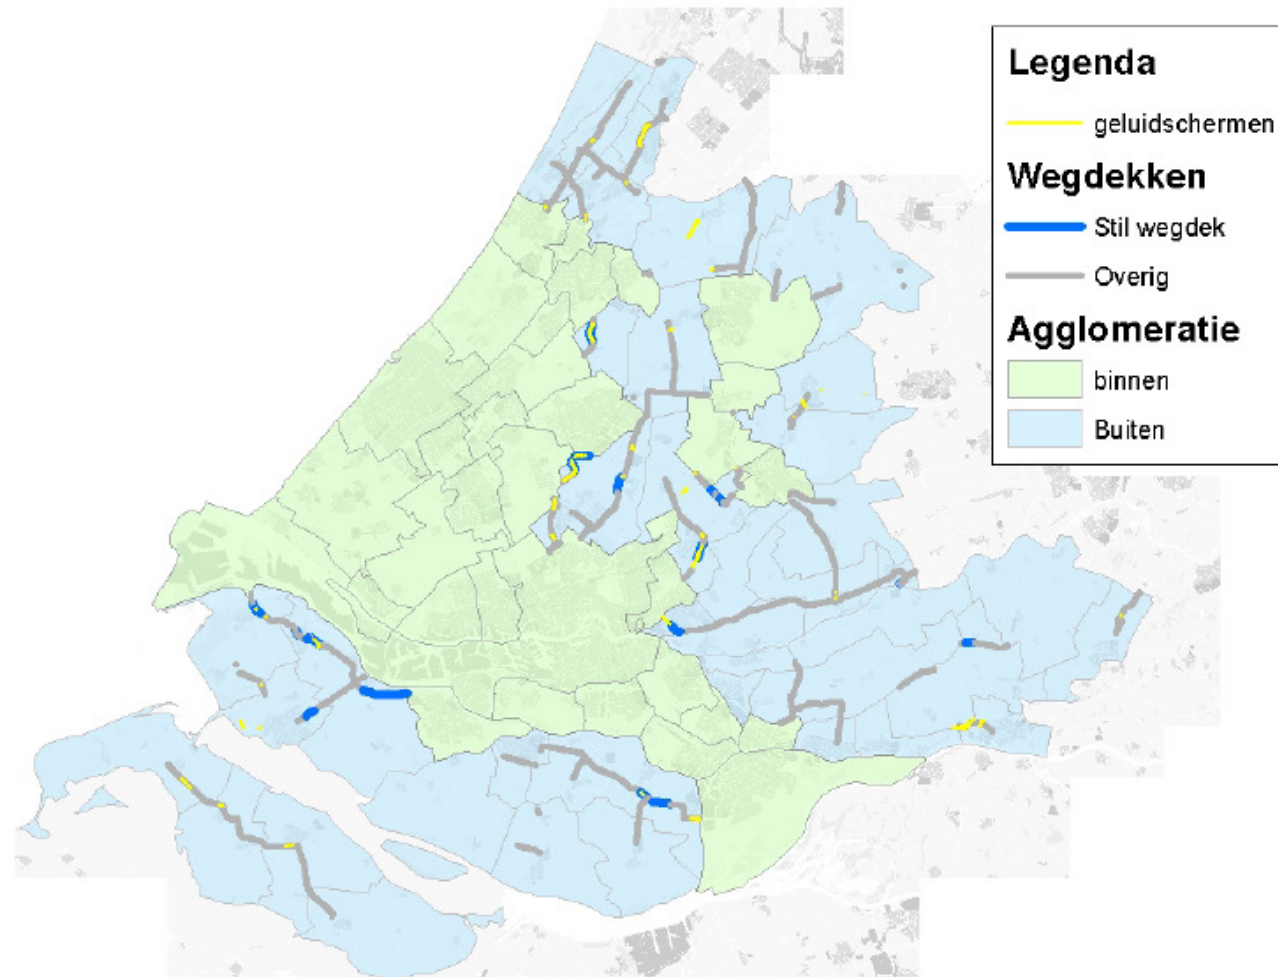 Legenda
geluidschermen
Wegdekken
Stil wegdek
Overig
Agglomeratie
binnen
Buiten